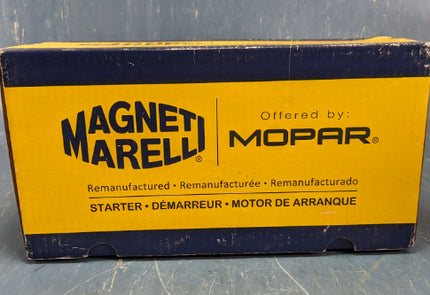 MAGNETI
MARELLI®
Offered by:
MOPAR®
Remanufactured • Remanufacturée • Remanufacturado
STARTER • DÉMARREUR • MOTOR DE ARRANQUE